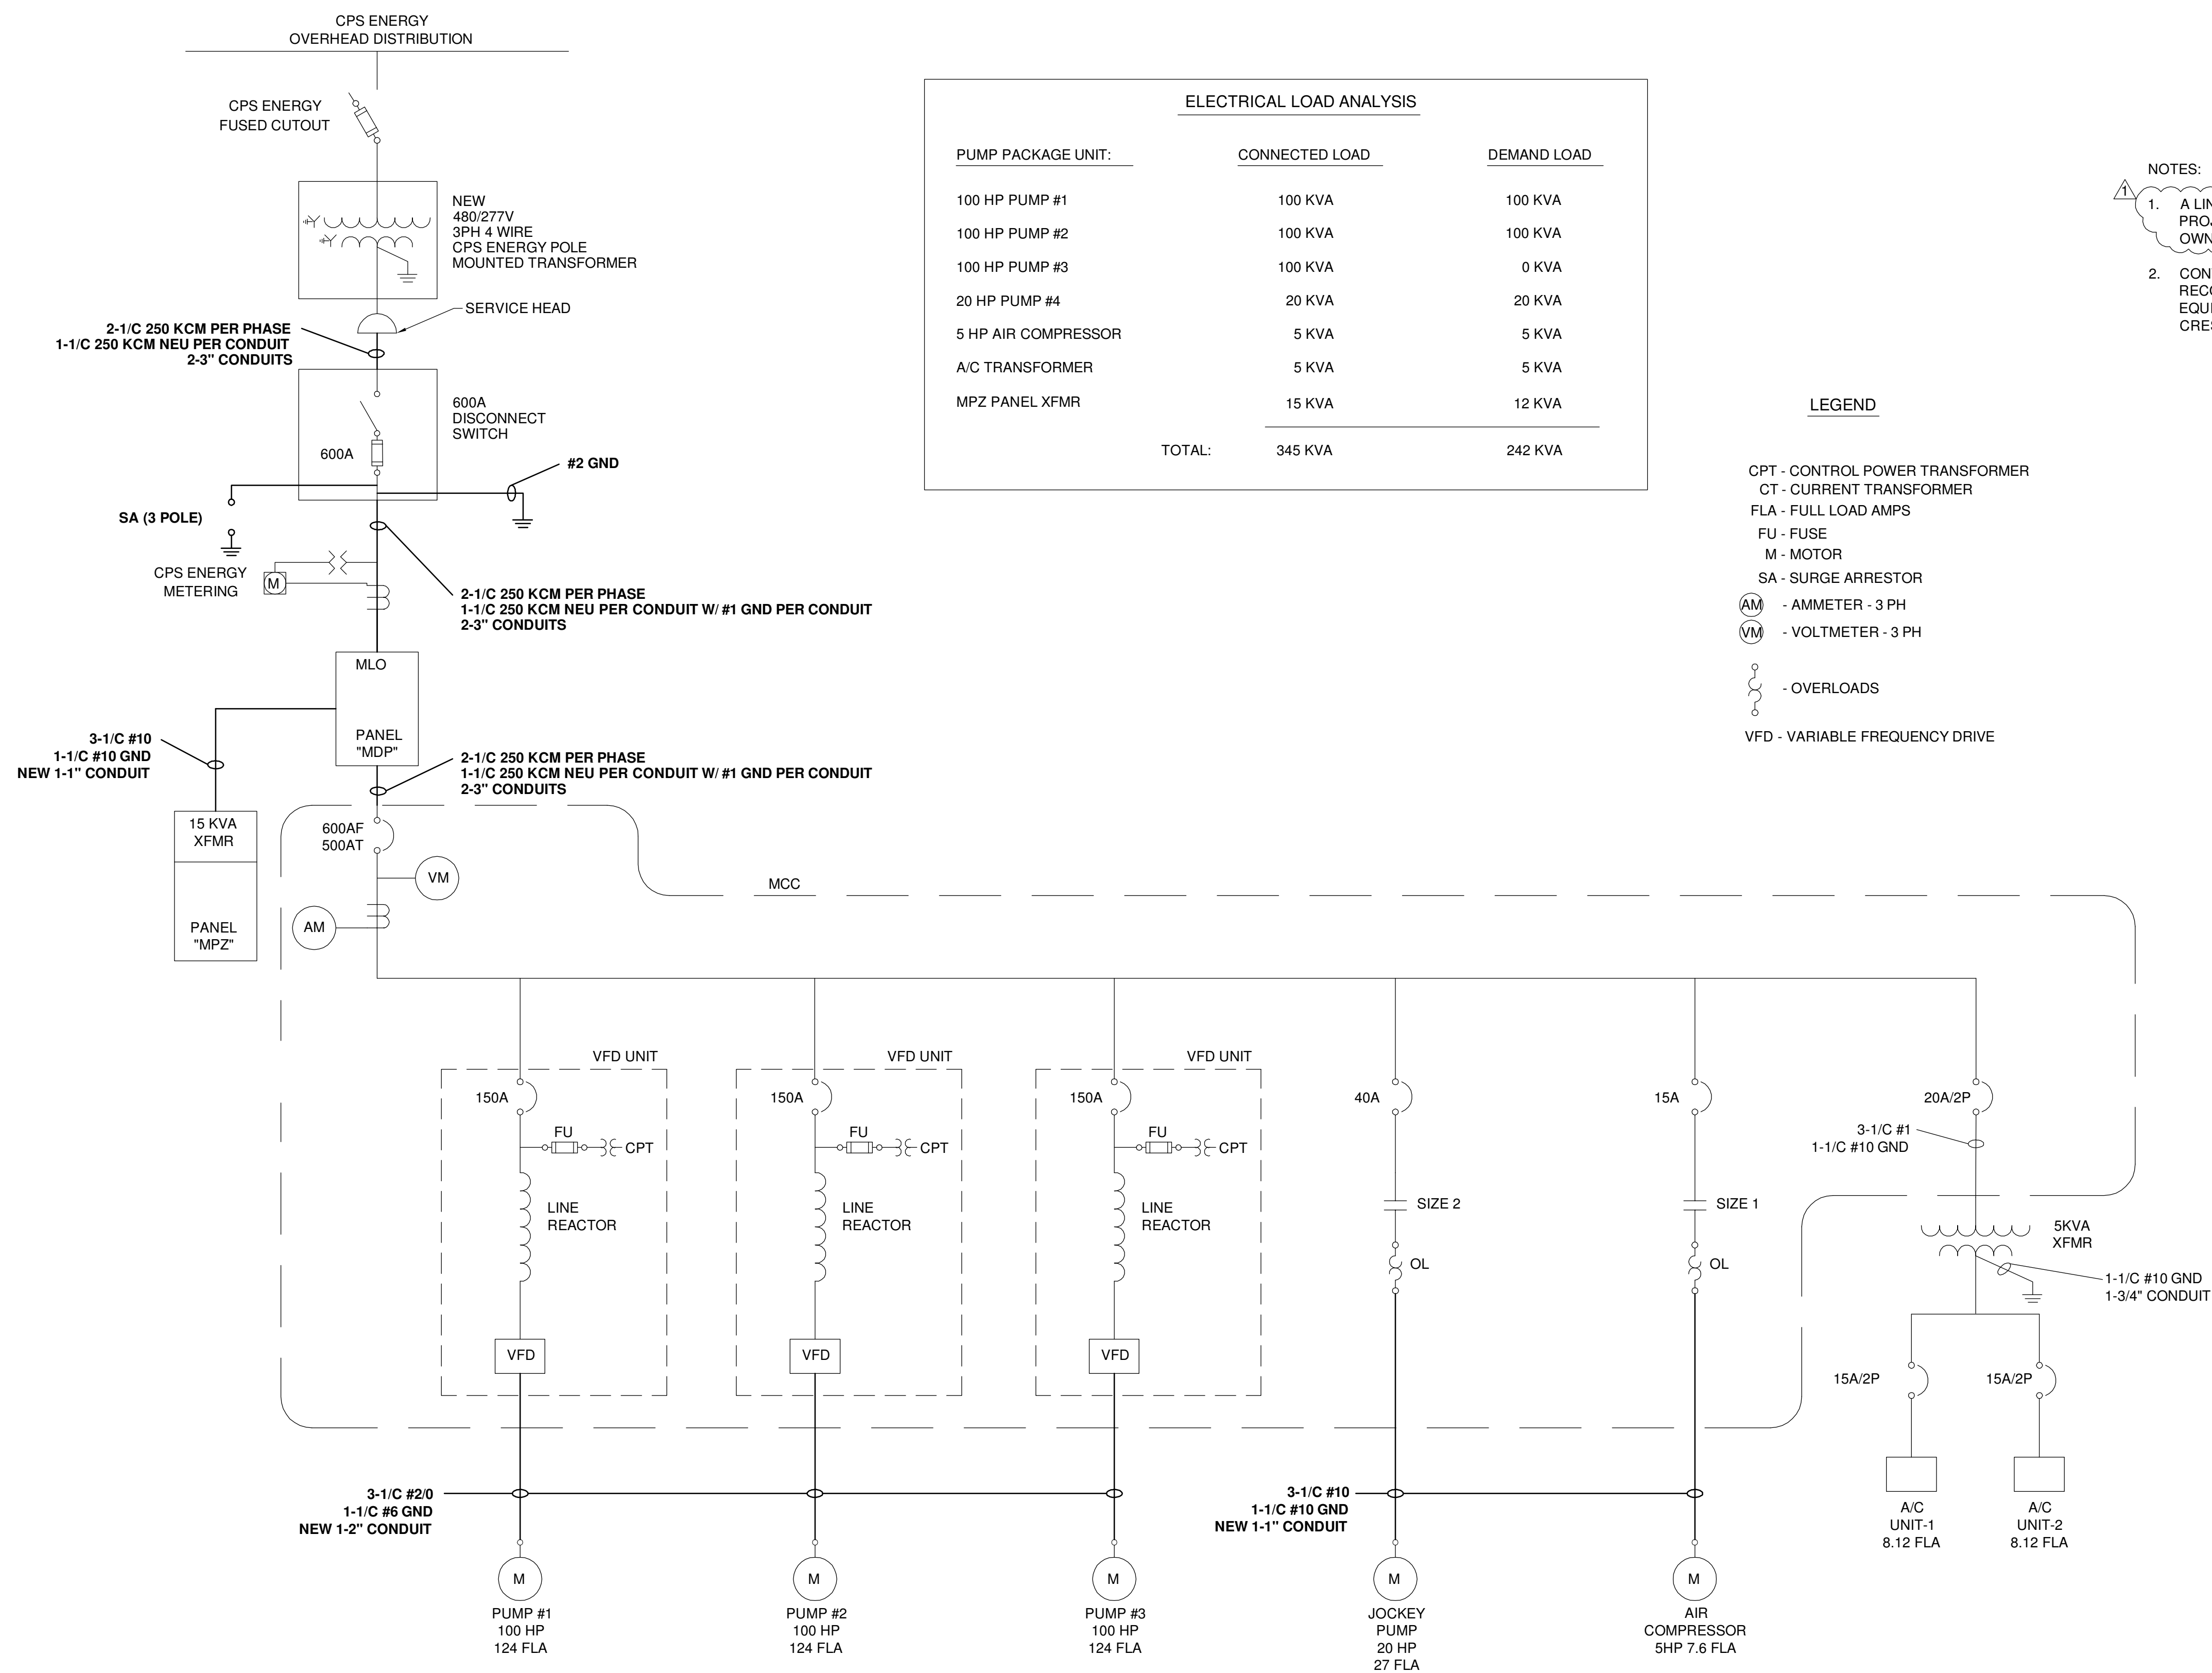 CPS ENERGY
OVERHEAD DISTRIBUTION
CPS ENERGY
FUSED CUTOUT
NEW
480/277V
3PH 4 WIRE
CPS ENERGY POLE
MOUNTED TRANSFORMER
SERVICE HEAD
2-1/C 250 KCM PER PHASE
1-1/C 250 KCM NEU PER CONDUIT
2-3" CONDUITS
600A
DISCONNECT
SWITCH
600A
#2 GND
SA (3 POLE)
CPS ENERGY
METERING
M
2-1/C 250 KCM PER PHASE
1-1/C 250 KCM NEU PER CONDUIT W/ #1 GND PER CONDUIT
2-3" CONDUITS
MLO
PANEL
"MDP"
3-1/C #10
1-1/C #10 GND
NEW 1-1" CONDUIT
2-1/C 250 KCM PER PHASE
1-1/C 250 KCM NEU PER CONDUIT W/ #1 GND PER CONDUIT
2-3" CONDUITS
15 KVA
XFMR
PANEL
"MPZ"
600AF
500AT
VM
AM
MCC
ELECTRICAL LOAD ANALYSIS
PUMP PACKAGE UNIT: CONNECTED LOAD DEMAND LOAD
100 HP PUMP #1 100 KVA 100 KVA
100 HP PUMP #2 100 KVA 100 KVA
100 HP PUMP #3 100 KVA 0 KVA
20 HP PUMP #4 20 KVA 20 KVA
5 HP AIR COMPRESSOR 5 KVA 5 KVA
A/C TRANSFORMER 5 KVA 5 KVA
MPZ PANEL XFMR 15 KVA 12 KVA
TOTAL: 345 KVA 242 KVA
NOTES:
1
1. A LIN
PROJ
OWN
2. CON
RECO
EQUI
CRES
LEGEND
CPT - CONTROL POWER TRANSFORMER
CT - CURRENT TRANSFORMER
FLA - FULL LOAD AMPS
FU - FUSE
M - MOTOR
SA - SURGE ARRESTOR
AM - AMMETER - 3 PH
VM - VOLTMETER - 3 PH
- OVERLOADS
VFD - VARIABLE FREQUENCY DRIVE
VFD UNIT
150A
FU
CPT
LINE
REACTOR
VFD
VFD UNIT
150A
FU
CPT
LINE
REACTOR
VFD
VFD UNIT
150A
FU
CPT
LINE
REACTOR
VFD
40A
SIZE 2
OL
15A
SIZE 1
OL
20A/2P
3-1/C #1
1-1/C #10 GND
5KVA
XFMR
1-1/C #10 GND
1-3/4" CONDUIT
15A/2P
15A/2P
A/C
UNIT-1
8.12 FLA
A/C
UNIT-2
8.12 FLA
3-1/C #2/0
1-1/C #6 GND
NEW 1-2" CONDUIT
3-1/C #10
1-1/C #10 GND
NEW 1-1" CONDUIT
M
PUMP #1
100 HP
124 FLA
M
PUMP #2
100 HP
124 FLA
M
PUMP #3
100 HP
124 FLA
M
JOCKEY
PUMP
20 HP
27 FLA
M
AIR
COMPRESSOR
5HP 7.6 FLA